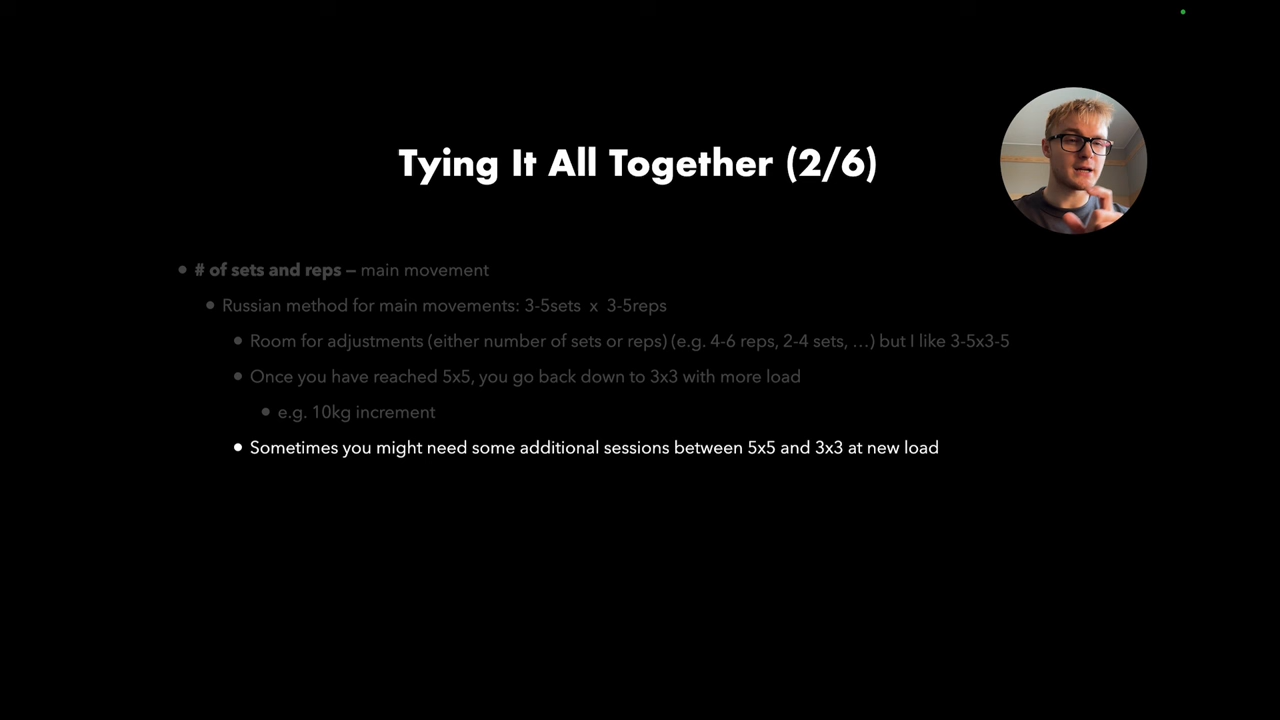 Tying It All Together (2/6)
# of sets and reps – main movement
Russian method for main movements: 3-5sets x 3-5reps
Room for adjustments (either number of sets or reps) (e.g. 4-6 reps, 2-4 sets, …) but I like 3-5x3-5
Once you have reached 5x5, you go back down to 3x3 with more load
e.g. 10kg increment
Sometimes you might need some additional sessions between 5x5 and 3x3 at new load